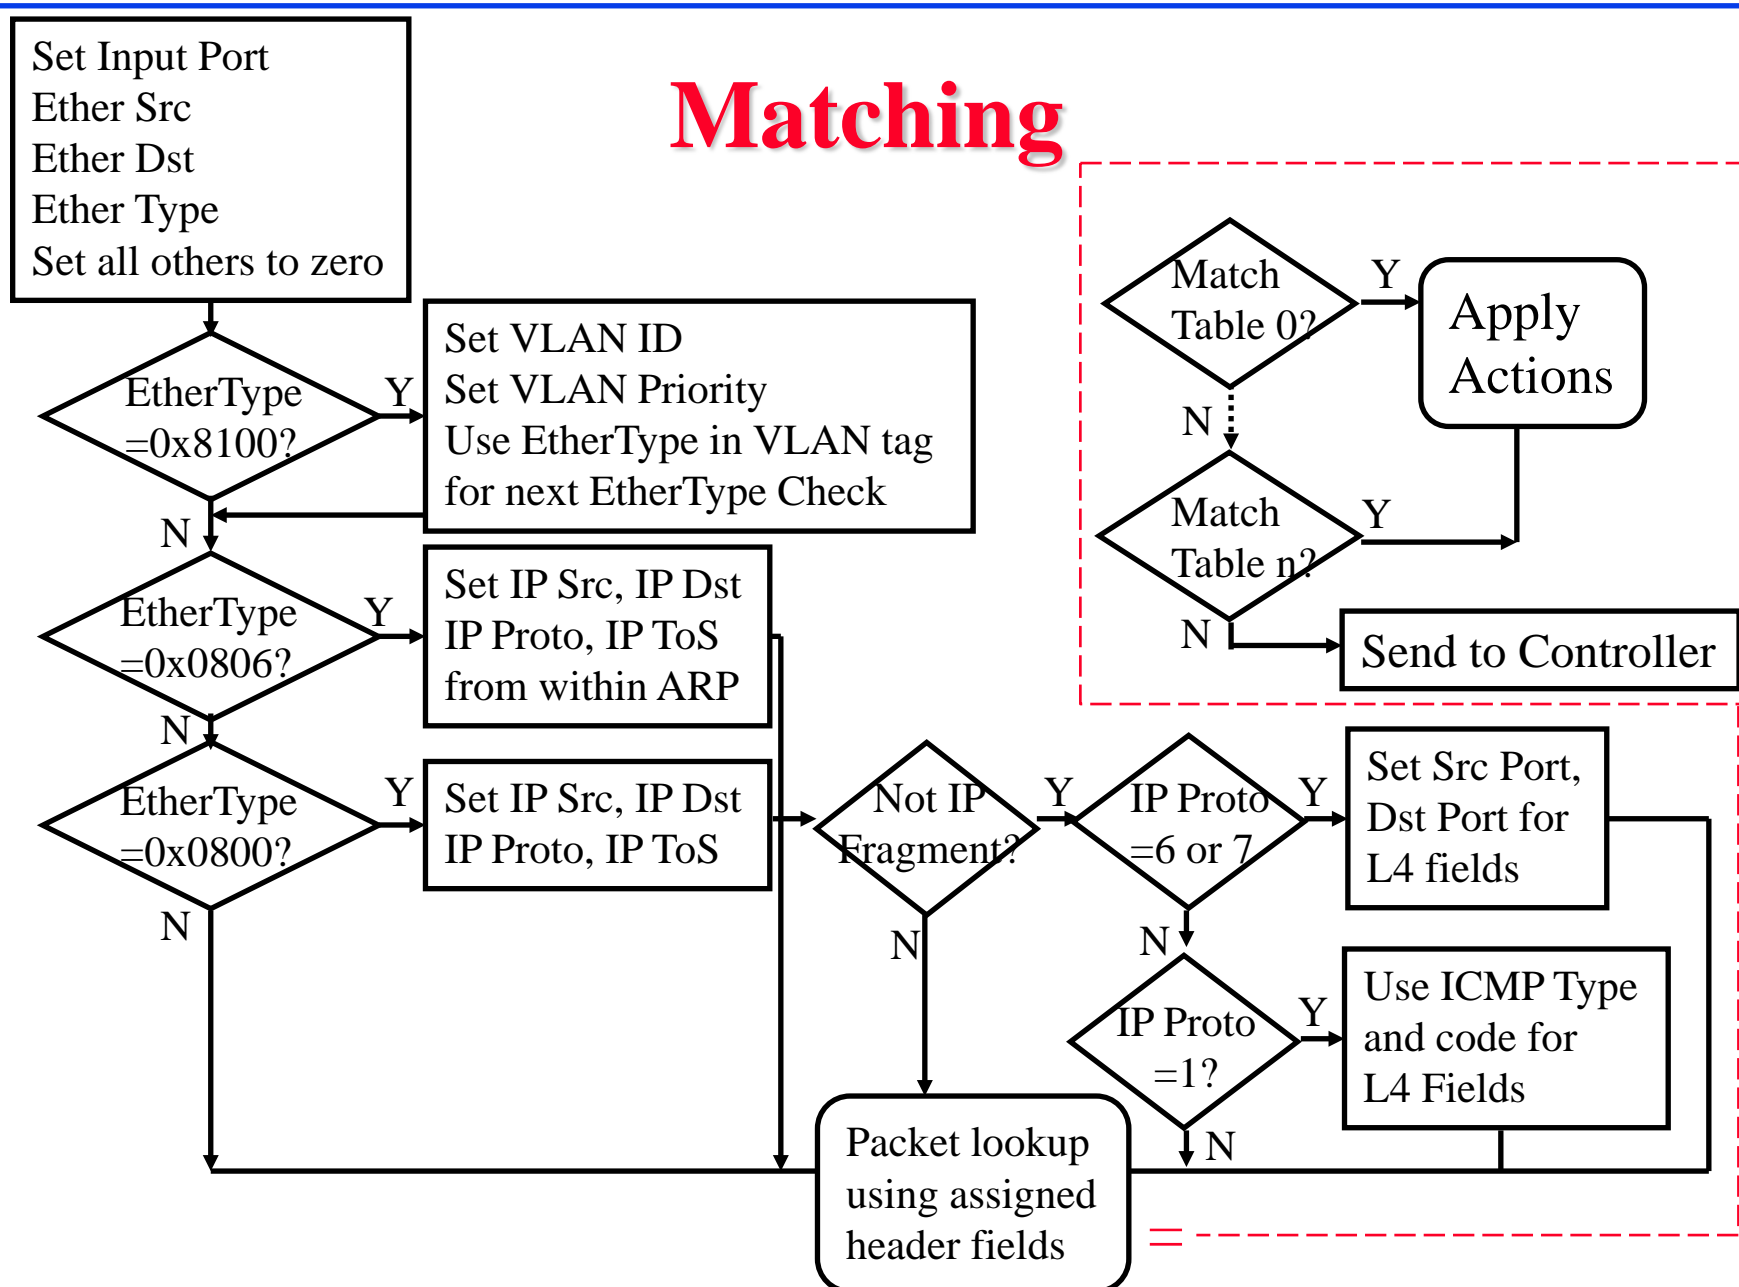 Matching
Set Input Port
Ether Src
Ether Dst
Ether Type
Set all others to zero
EtherType
=0x8100?
Y
N
Set VLAN ID
Set VLAN Priority
Use EtherType in VLAN tag
for next EtherType Check
EtherType
=0x0806?
Y
N
Set IP Src, IP Dst
IP Proto, IP ToS
from within ARP
EtherType
=0x0800?
Y
N
Set IP Src, IP Dst
IP Proto, IP ToS
Not IP
Fragment?
Y
N
IP Proto
=6 or 7
Y
N
Set Src Port,
Dst Port for
L4 fields
IP Proto
=1?
Y
N
Use ICMP Type
and code for
L4 Fields
Packet lookup
using assigned
header fields
=
Match
Table 0?
Y
N
Apply
Actions
Match
Table n?
Y
N
Send to Controller